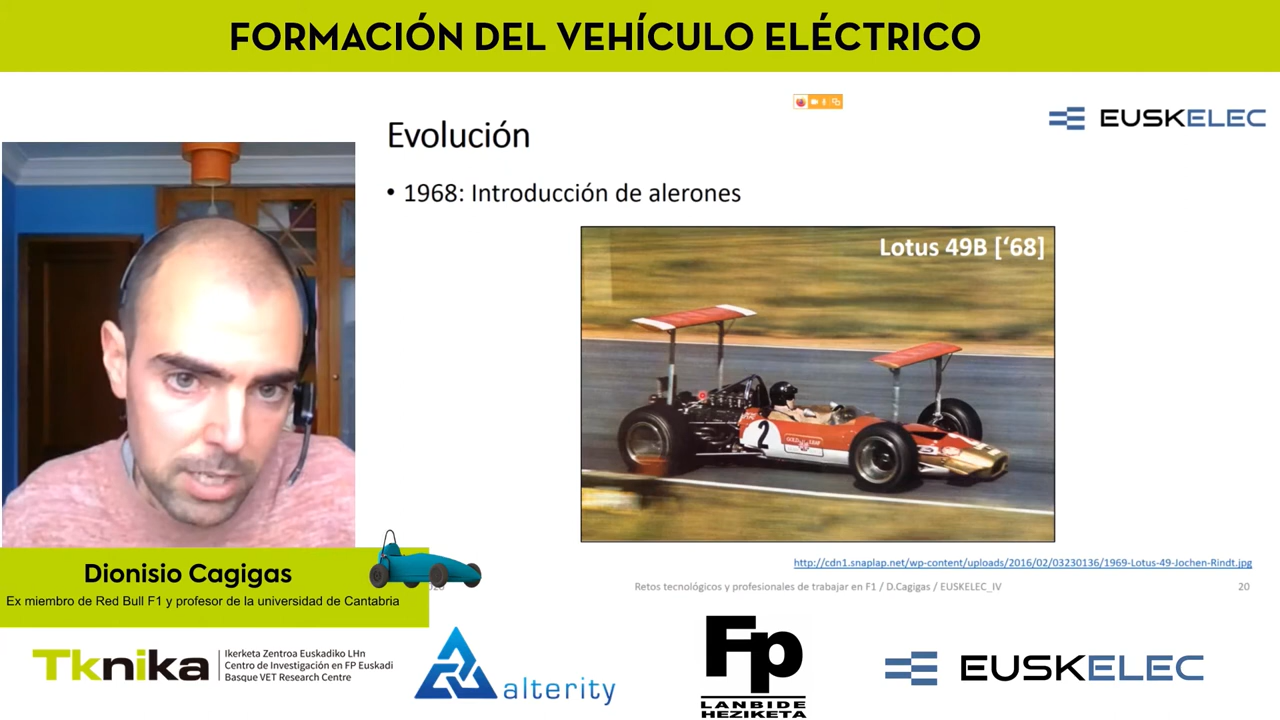 FORMACIÓN DEL VEHÍCULO ELÉCTRICO
EUSKELEC
Evolución
• 1968: Introducción de alerones
Lotus 49B [‘68]
2
GOLD LEAF
http://cdn1.snaplap.net/wp-content/uploads/2016/02/03230136/1969-Lotus-49-Jochen-Rindt.jpg
Retos tecnológicos y profesionales de trabajar en F1 / D.Cagigas / EUSKELEC_IV
20
Dionisio Cagigas
Ex miembro de Red Bull F1 y profesor de la universidad de Cantabria
Tknika
Ikerketa Zentroa Euskadiko LHn
Centro de Investigación en FP Euskadi
Basque VET Research Centre
alterity
Fp
LANBIDE
HEZIKETA
EUSKELEC